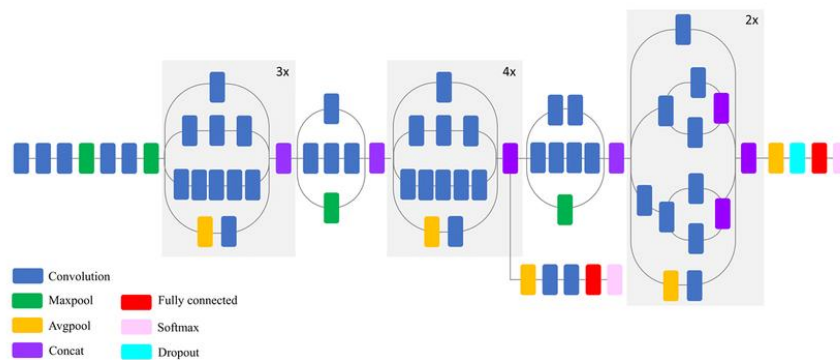 3x
4x
2x
Convolution
Maxpool
Avgpool
Concat
Fully connected
Softmax
Dropout